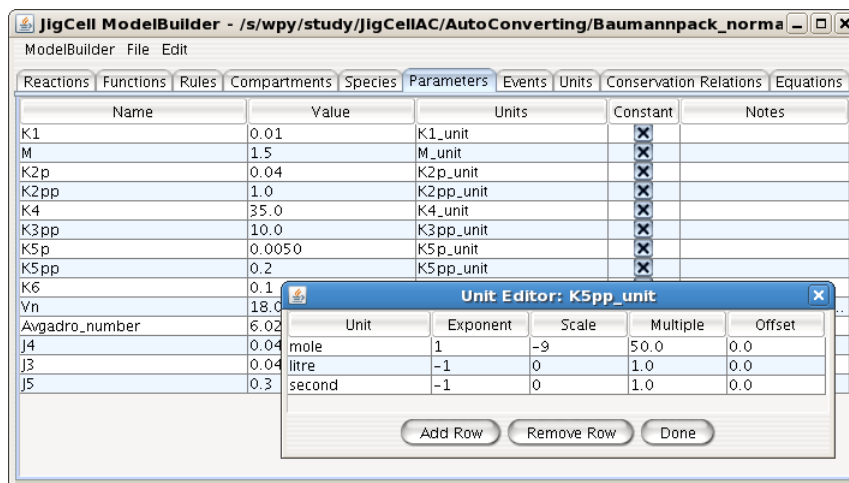 JigCell ModelBuilder - /s/wpy/study/JigCellAC/AutoConverting/Baumannpack_norma
ModelBuilder File Edit
Reactions Functions Rules Compartments Species Parameters Events Units Conservation Relations Equations
Name Value Units Constant Notes
K1 0.01 K1_unit
M 1.5 M_unit
K2p 0.04 K2p_unit
K2pp 1.0 K2pp_unit
K4 35.0 K4_unit
K3pp 10.0 K3pp_unit
K5p 0.0050 K5p_unit
K5pp 0.2 K5pp_unit
K6 0.1
Vn 18.0
Avgadro_number 6.02
J4 0.04
J3 0.04
J5 0.3
Unit Editor: K5pp_unit
Unit Exponent Scale Multiple Offset
mole 1 -9 50.0 0.0
litre -1 0 1.0 0.0
second -1 0 1.0 0.0
Add Row Remove Row Done